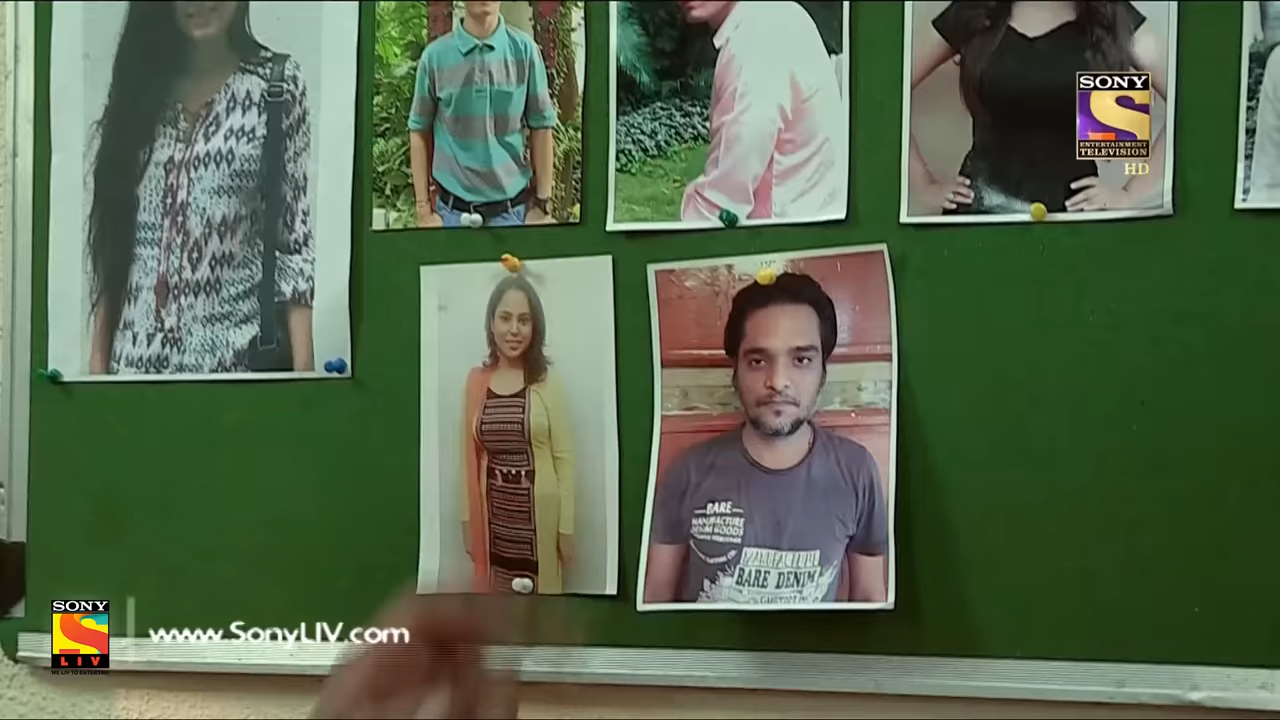 SONY
ENTERTAINMENT
TELEVISION
HD
BARE
MANUFACTURE
DENIM GOODS
MANUFACTURE
BARE DENIM
SONY
LIV
www.SonyLIV.com